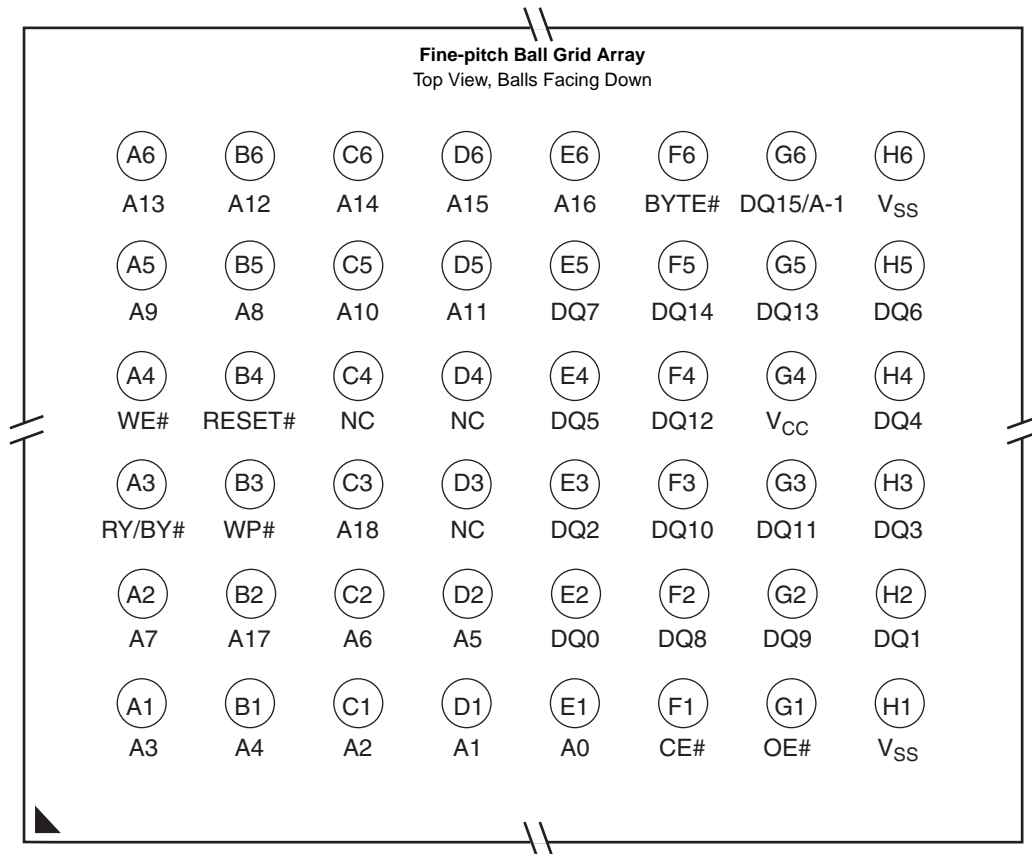 Fine-pitch Ball Grid Array
Top View, Balls Facing Down
A6 B6 C6 D6 E6 F6 G6 H6
A13 A12 A14 A15 A16 BYTE# DQ15/A-1 VSS
A5 B5 C5 D5 E5 F5 G5 H5
A9 A8 A10 A11 DQ7 DQ14 DQ13 DQ6
A4 B4 C4 D4 E4 F4 G4 H4
WE# RESET# NC NC DQ5 DQ12 VCC DQ4
A3 B3 C3 D3 E3 F3 G3 H3
RY/BY# WP# A18 NC DQ2 DQ10 DQ11 DQ3
A2 B2 C2 D2 E2 F2 G2 H2
A7 A17 A6 A5 DQ0 DQ8 DQ9 DQ1
A1 B1 C1 D1 E1 F1 G1 H1
A3 A4 A2 A1 A0 CE# OE# VSS